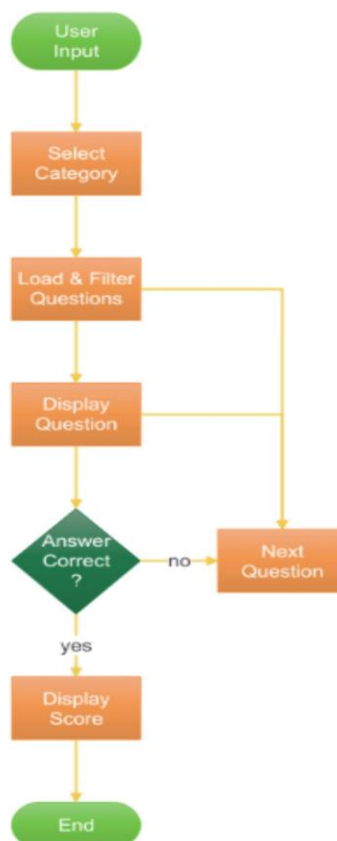 User
Input
Select
Category
Load & Filter
Questions
Display
Question
Answer
Correct
?
no
Next
Question
yes
Display
Score
End